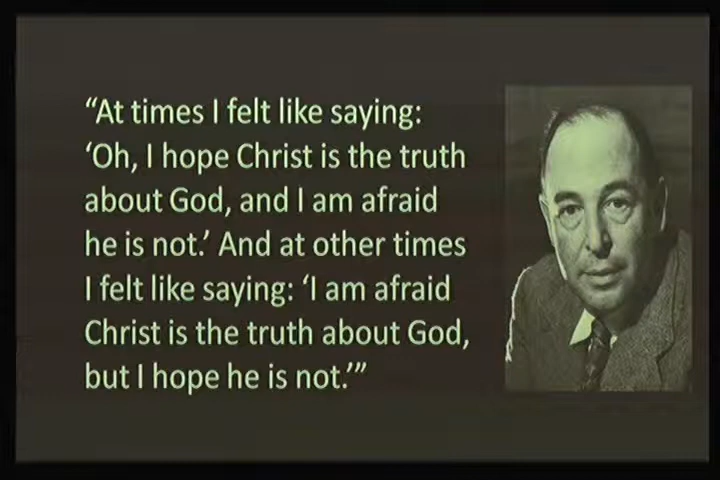 “At times I felt like saying:
‘Oh, I hope Christ is the truth
about God, and I am afraid
he is not.’ And at other times
I felt like saying: ‘I am afraid
Christ is the truth about God,
but I hope he is not.’”